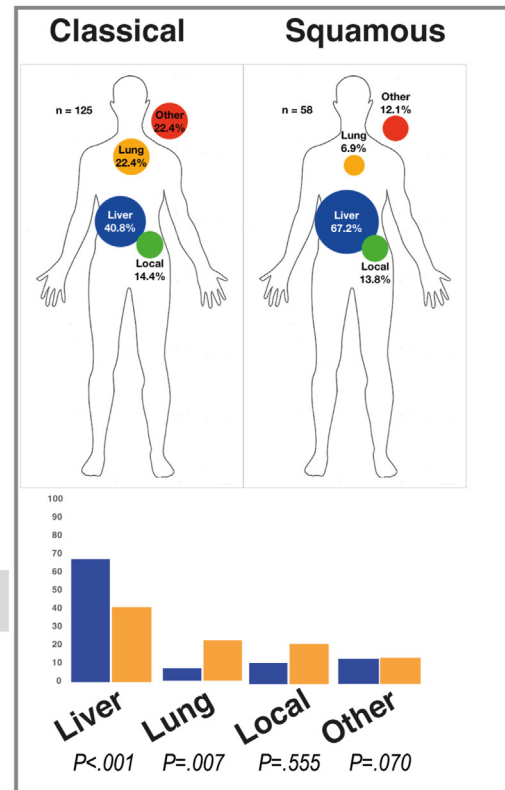 Classical
Squamous
n = 125
Other
22.4%
Lung
22.4%
Liver
40.8%
Local
14.4%
n = 58
Other
12.1%
Lung
6.9%
Liver
67.2%
Local
13.8%
100
90
80
70
60
50
40
30
20
10
0
Liver
Lung
Local
Other
P<.001
P=.007
P=.555
P=.070